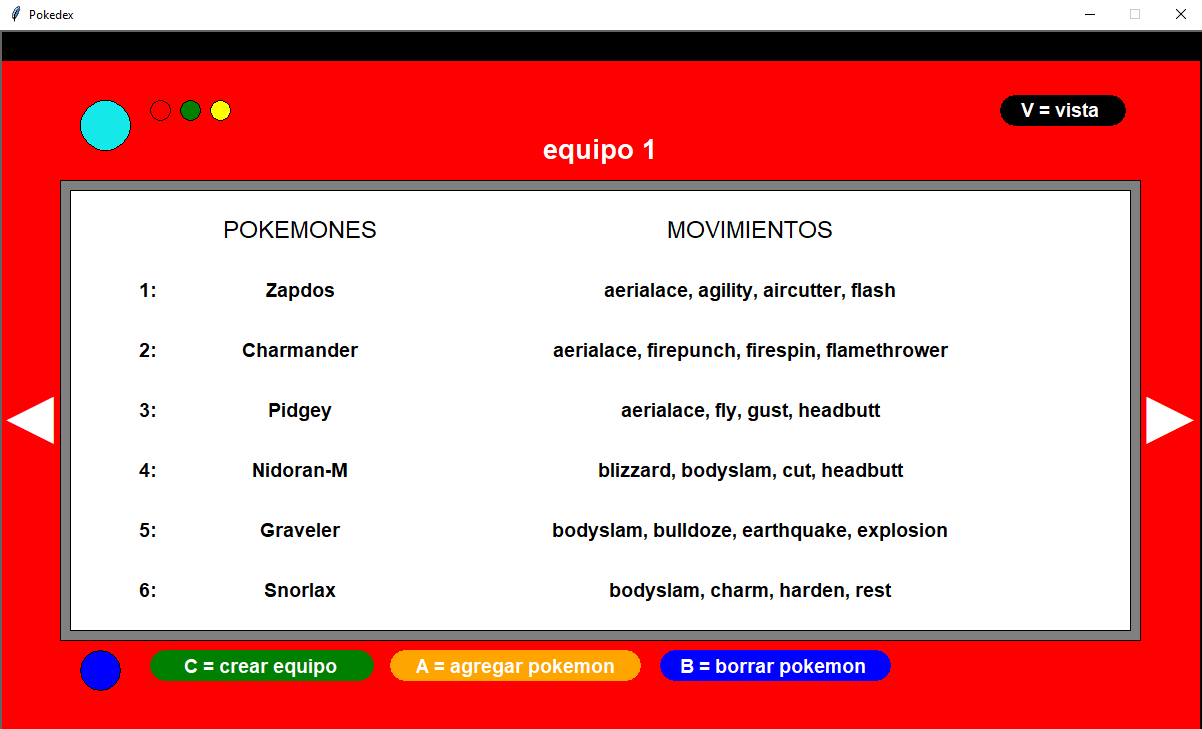 Pokedex
V = vista
equipo 1
POKEMONES MOVIMIENTOS
1: Zapdos aerialace, agility, aircutter, flash
2: Charmander aerialace, firepunch, firespin, flamethrower
3: Pidgey aerialace, fly, gust, headbutt
4: Nidoran-M blizzard, bodyslam, cut, headbutt
5: Graveler bodyslam, bulldoze, earthquake, explosion
6: Snorlax bodyslam, charm, harden, rest
C = crear equipo A = agregar pokemon B = borrar pokemon